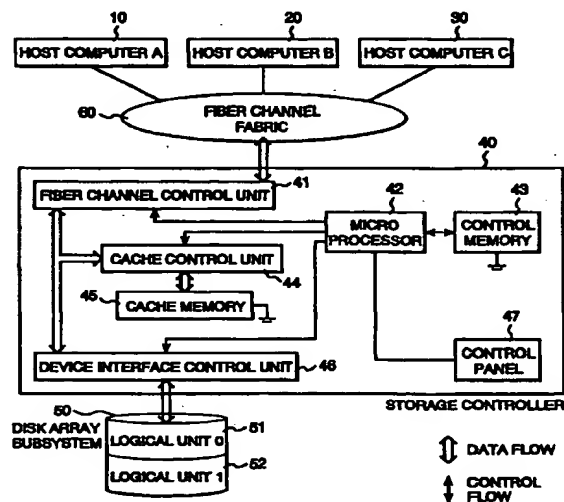 10 20 30
HOST COMPUTER A HOST COMPUTER B HOST COMPUTER C
60
FIBER CHANNEL
FABRIC
40
FIBER CHANNEL CONTROL UNIT
41
42
MICRO
PROCESSOR
43
CONTROL
MEMORY
CACHE CONTROL UNIT
44
45
CACHE MEMORY
47
CONTROL
PANEL
DEVICE INTERFACE CONTROL UNIT
46
STORAGE CONTROLLER
50
DISK ARRAY
SUBSYSTEM
LOGICAL UNIT 0
51
LOGICAL UNIT 1
52
DATA FLOW
CONTROL
FLOW